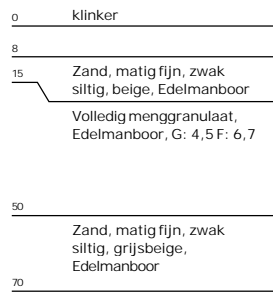 0 klinker
8
15 Zand, matig fijn, zwak
siltig, beige, Edelmanboor
Volledig menggranulaat,
Edelmanboor, G: 4,5 F: 6,7
50
Zand, matig fijn, zwak
siltig, grijsbeige,
Edelmanboor
70